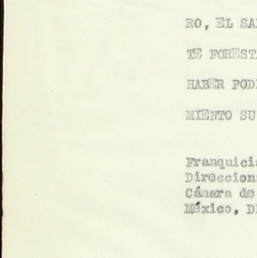 RO, EL SA
TE FOREST
HABER POD
MIENTO SU
Franquici
Direccion
Cámara de
México, D